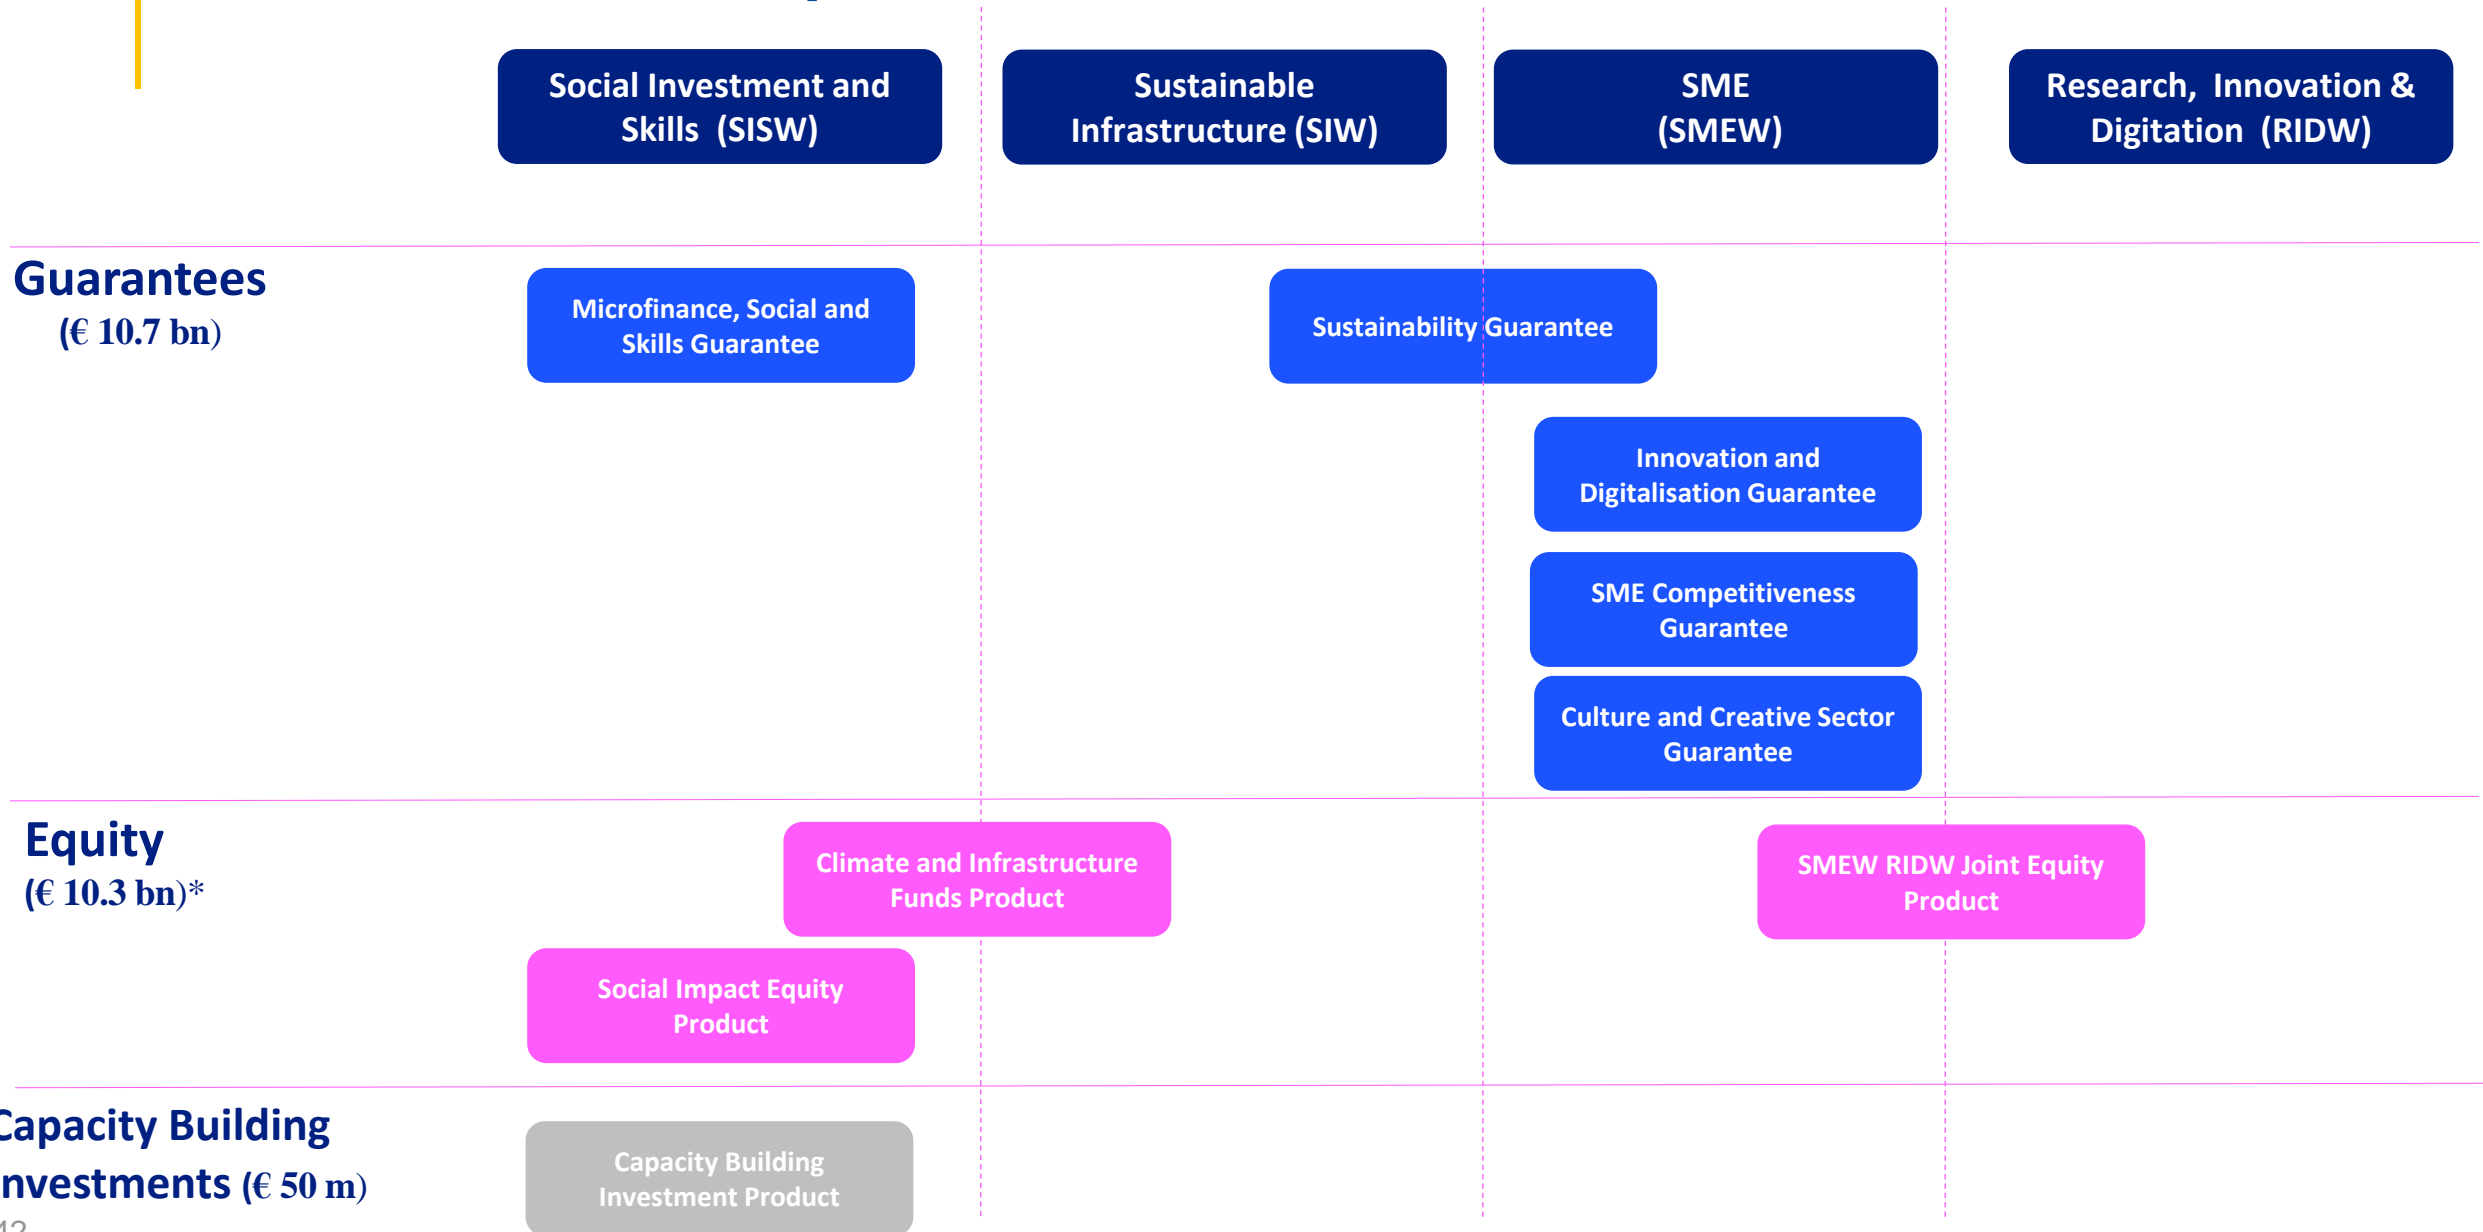 Social Investment and
Skills (SISW)
Sustainable
Infrastructure (SIW)
SME
(SMEW)
Research, Innovation &
Digitation (RIDW)
Guarantees
(€ 10.7 bn)
Microfinance, Social and
Skills Guarantee
Sustainability Guarantee
Innovation and
Digitalisation Guarantee
SME Competitiveness
Guarantee
Culture and Creative Sector
Guarantee
Equity
(€ 10.3 bn)*
Climate and Infrastructure
Funds Product
SMEW RIDW Joint Equity
Product
Social Impact Equity
Product
Capacity Building
nvestments (€ 50 m)
Capacity Building
Investment Product